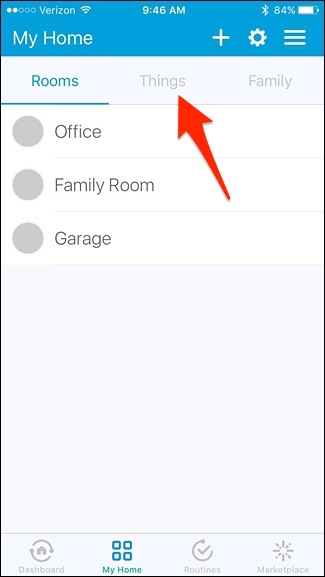 Verizon 9:46 AM 84%
My Home
Rooms Things Family
Office
Family Room
Garage
Dashboard My Home Routines Marketplace